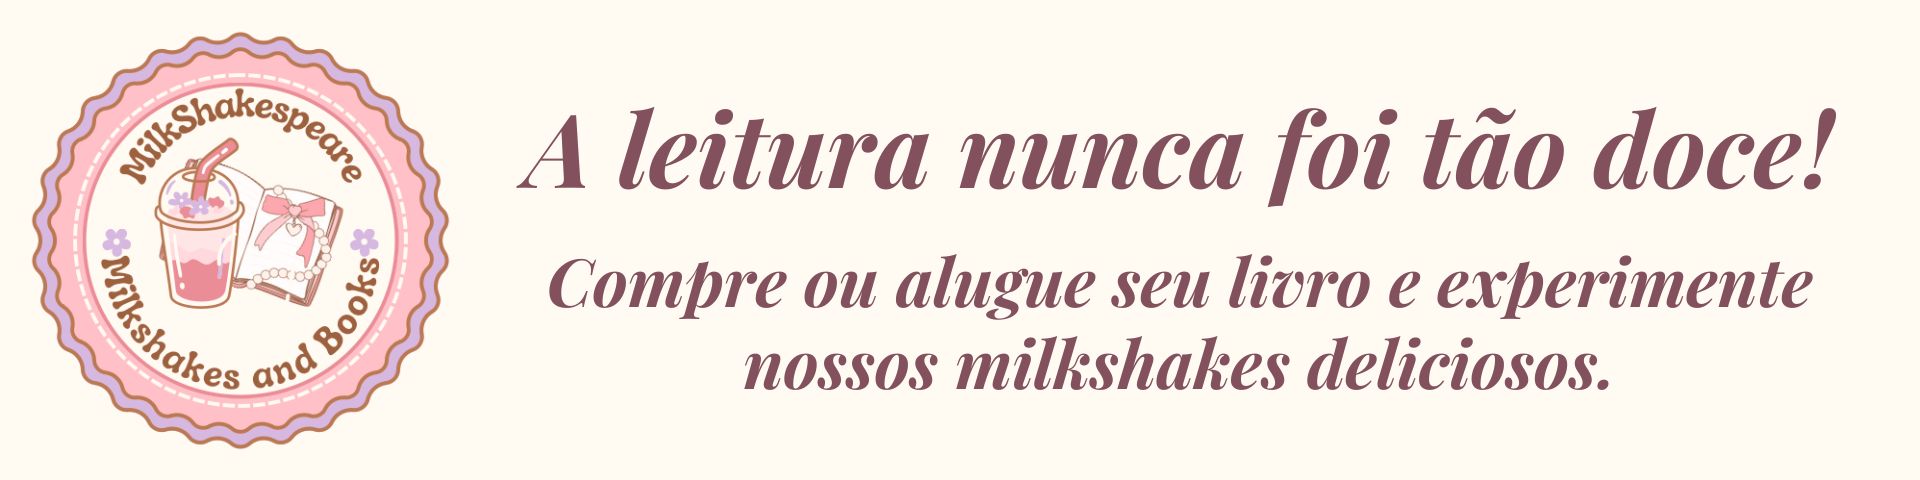 MilkShakespeare
Milkshakes and Books
A leitura nunca foi tão doce!
Compre ou alugue seu livro e experimente
nossos milkshakes deliciosos.